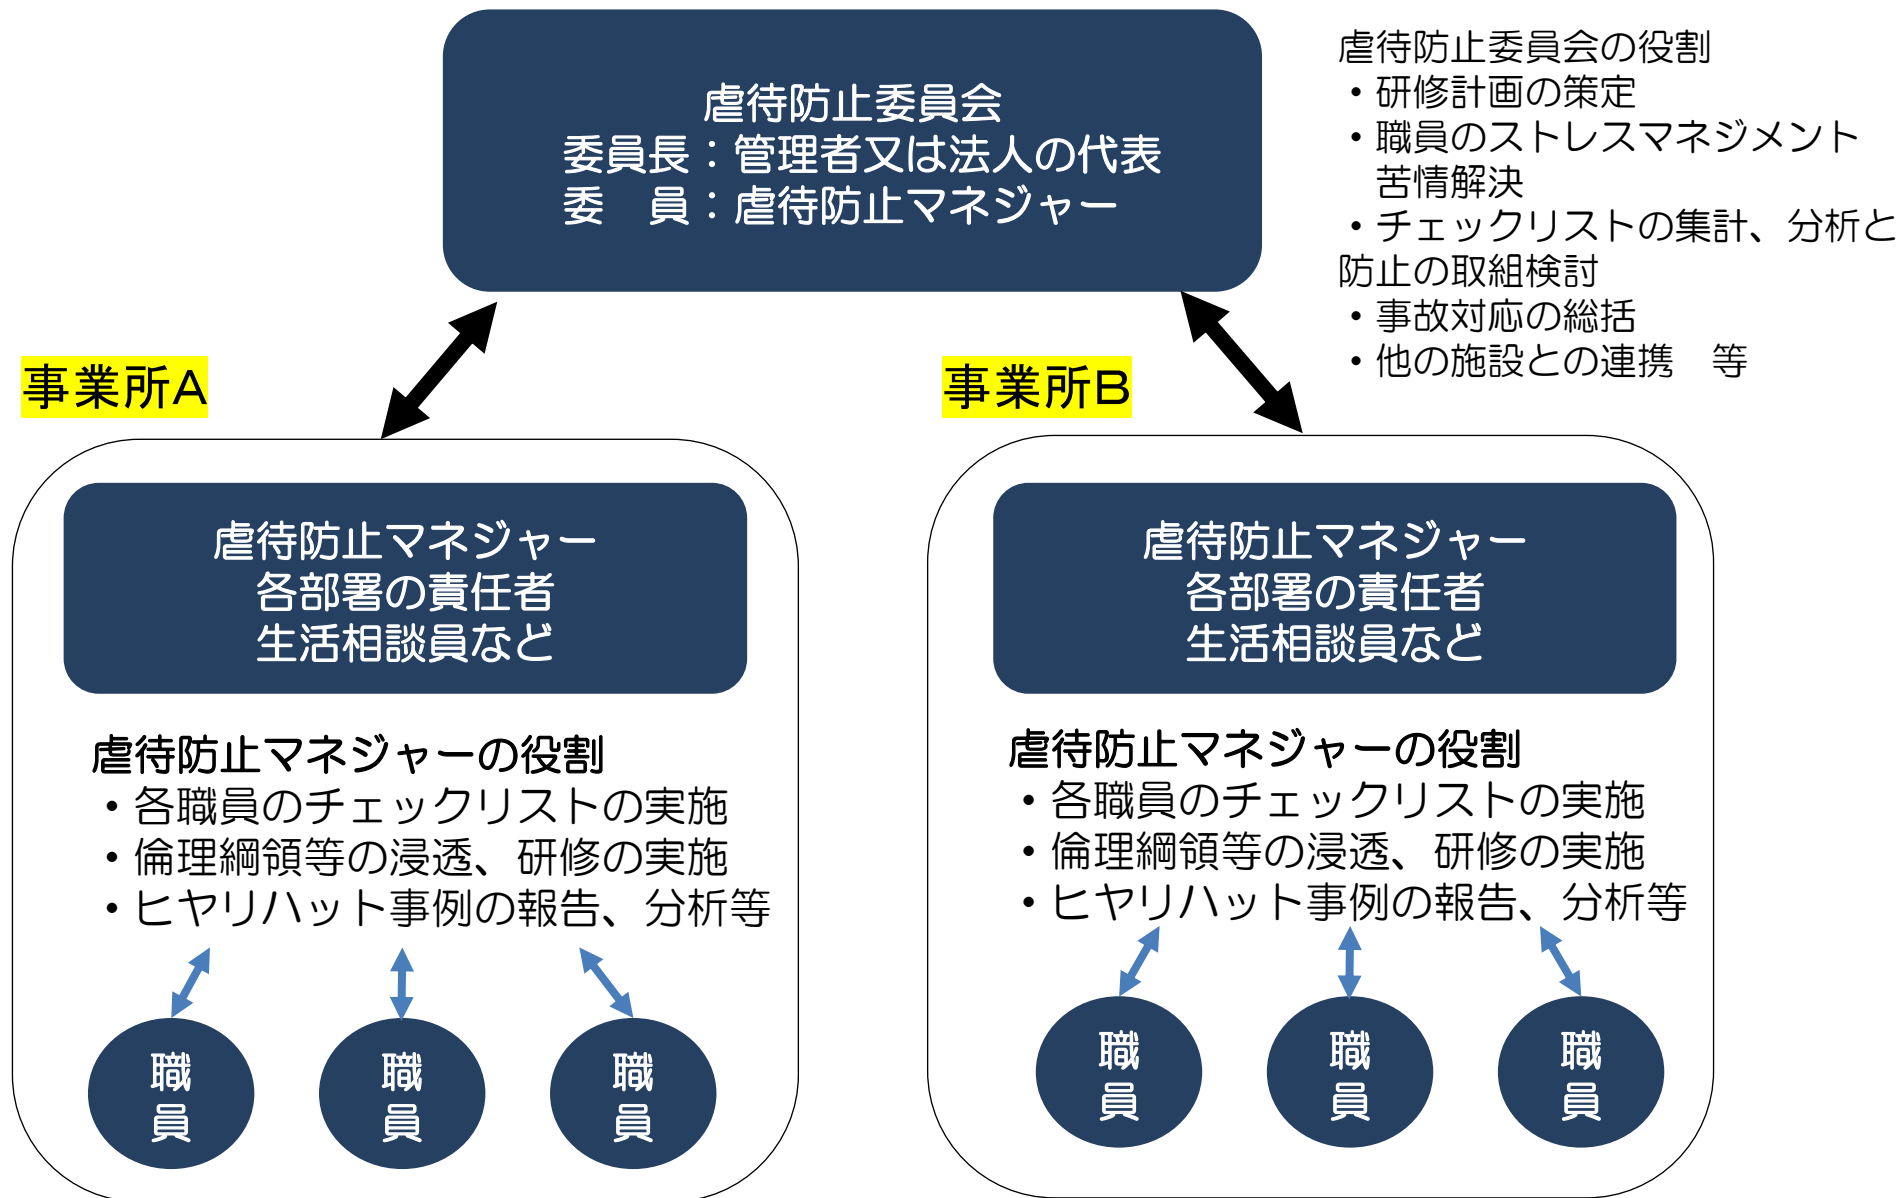 虐待防止委員会
委員長：管理者又は法人の代表
委　員：虐待防止マネジャー
虐待防止委員会の役割
・研修計画の策定
・職員のストレスマネジメント
苦情解決
・チェックリストの集計、分析と
防止の取組検討
・事故対応の総括
・他の施設との連携　等
事業所A
虐待防止マネジャー
各部署の責任者
生活相談員など
虐待防止マネジャーの役割
・各職員のチェックリストの実施
・倫理綱領等の浸透、研修の実施
・ヒヤリハット事例の報告、分析等
職
員
職
員
職
員
事業所B
虐待防止マネジャー
各部署の責任者
生活相談員など
虐待防止マネジャーの役割
・各職員のチェックリストの実施
・倫理綱領等の浸透、研修の実施
・ヒヤリハット事例の報告、分析等
職
員
職
員
職
員